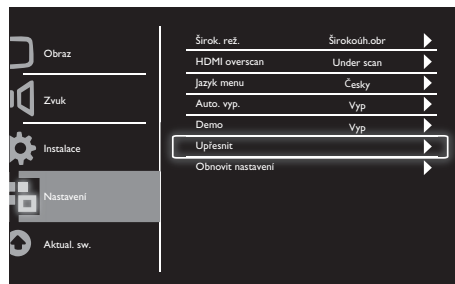 Obraz
Zvuk
Instalace
Nastavení
Aktual. sw.
Širok. rež. Širokoúh.obr
HDMI overscan Under scan
Jazyk menu Česky
Auto. vyp. Vyp
Demo Vyp
Upřesnit
Obnovit nastavení